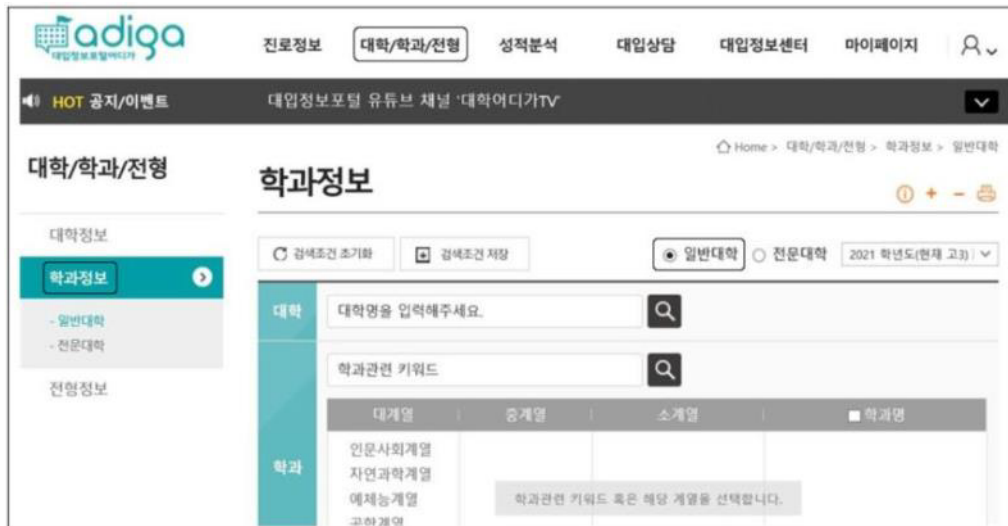 adiga
대입정보포털어디가
진로정보 대학/학과/전형 성적분석 대입상담 대입정보센터 마이페이지
HOT 공지/이벤트 대입정보포털 유튜브 채널 '대학어디가TV'
Home > 대학/학과/전형 > 학과정보 > 일반대학
대학/학과/전형
학과정보
대학정보
학과정보
- 일반대학
- 전문대학
전형정보
검색조건 초기화 검색조건 저장 일반대학 전문대학 2021 학년도(현재 고3)
대학 대학명을 입력해주세요.
학과 학과관련 키워드
대계열 중계열 소계열 학과명
인문사회계열
자연과학계열
예체능계열
공학계열
학과관련 키워드 혹은 해당 계열을 선택합니다.